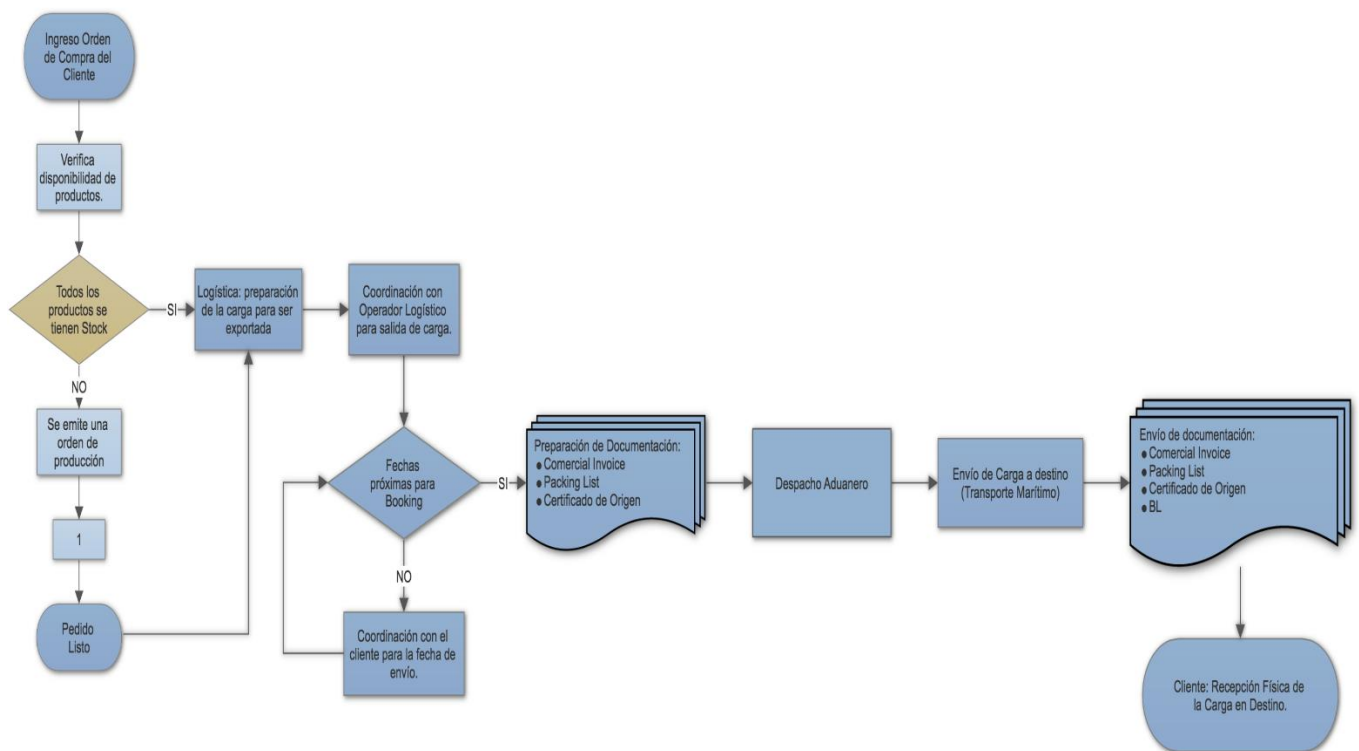 Ingreso Orden
de Compra del
Cliente
Verifica
disponibilidad de
productos.
Todos los
productos se
tienen Stock
SI
Logística: preparación
de la carga para ser
exportada
Coordinación con
Operador Logístico
para salida de carga.
NO
Se emite una
orden de
producción
1
Pedido
Listo
Fechas
próximas para
Booking
SI
NO
Coordinación con el
cliente para la fecha de
envío.
Preparación de Documentación:
● Comercial Invoice
● Packing List
● Certificado de Origen
Despacho Aduanero
Envío de Carga a destino
(Transporte Marítimo)
Envío de documentación:
● Comercial Invoice
● Packing List
● Certificado de Origen
● BL
Cliente: Recepción Física de
la Carga en Destino.